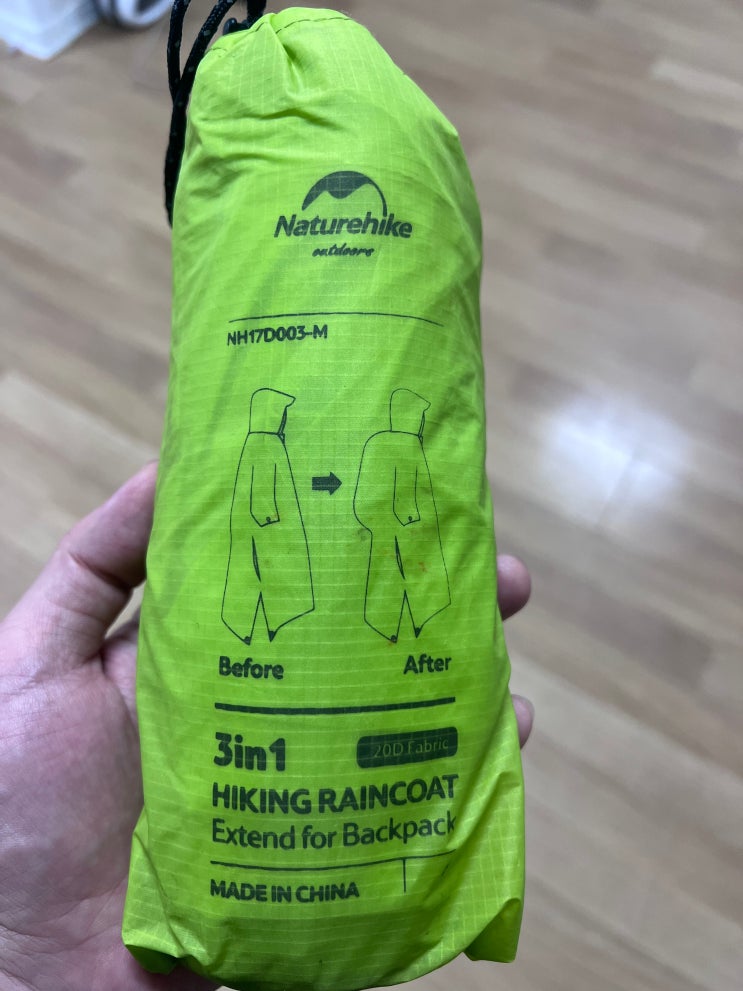 Naturehike
outdoors
NH17D003-M
Before
After
3in1
20D Fabric
HIKING RAINCOAT
Extend for Backpack
MADE IN CHINA